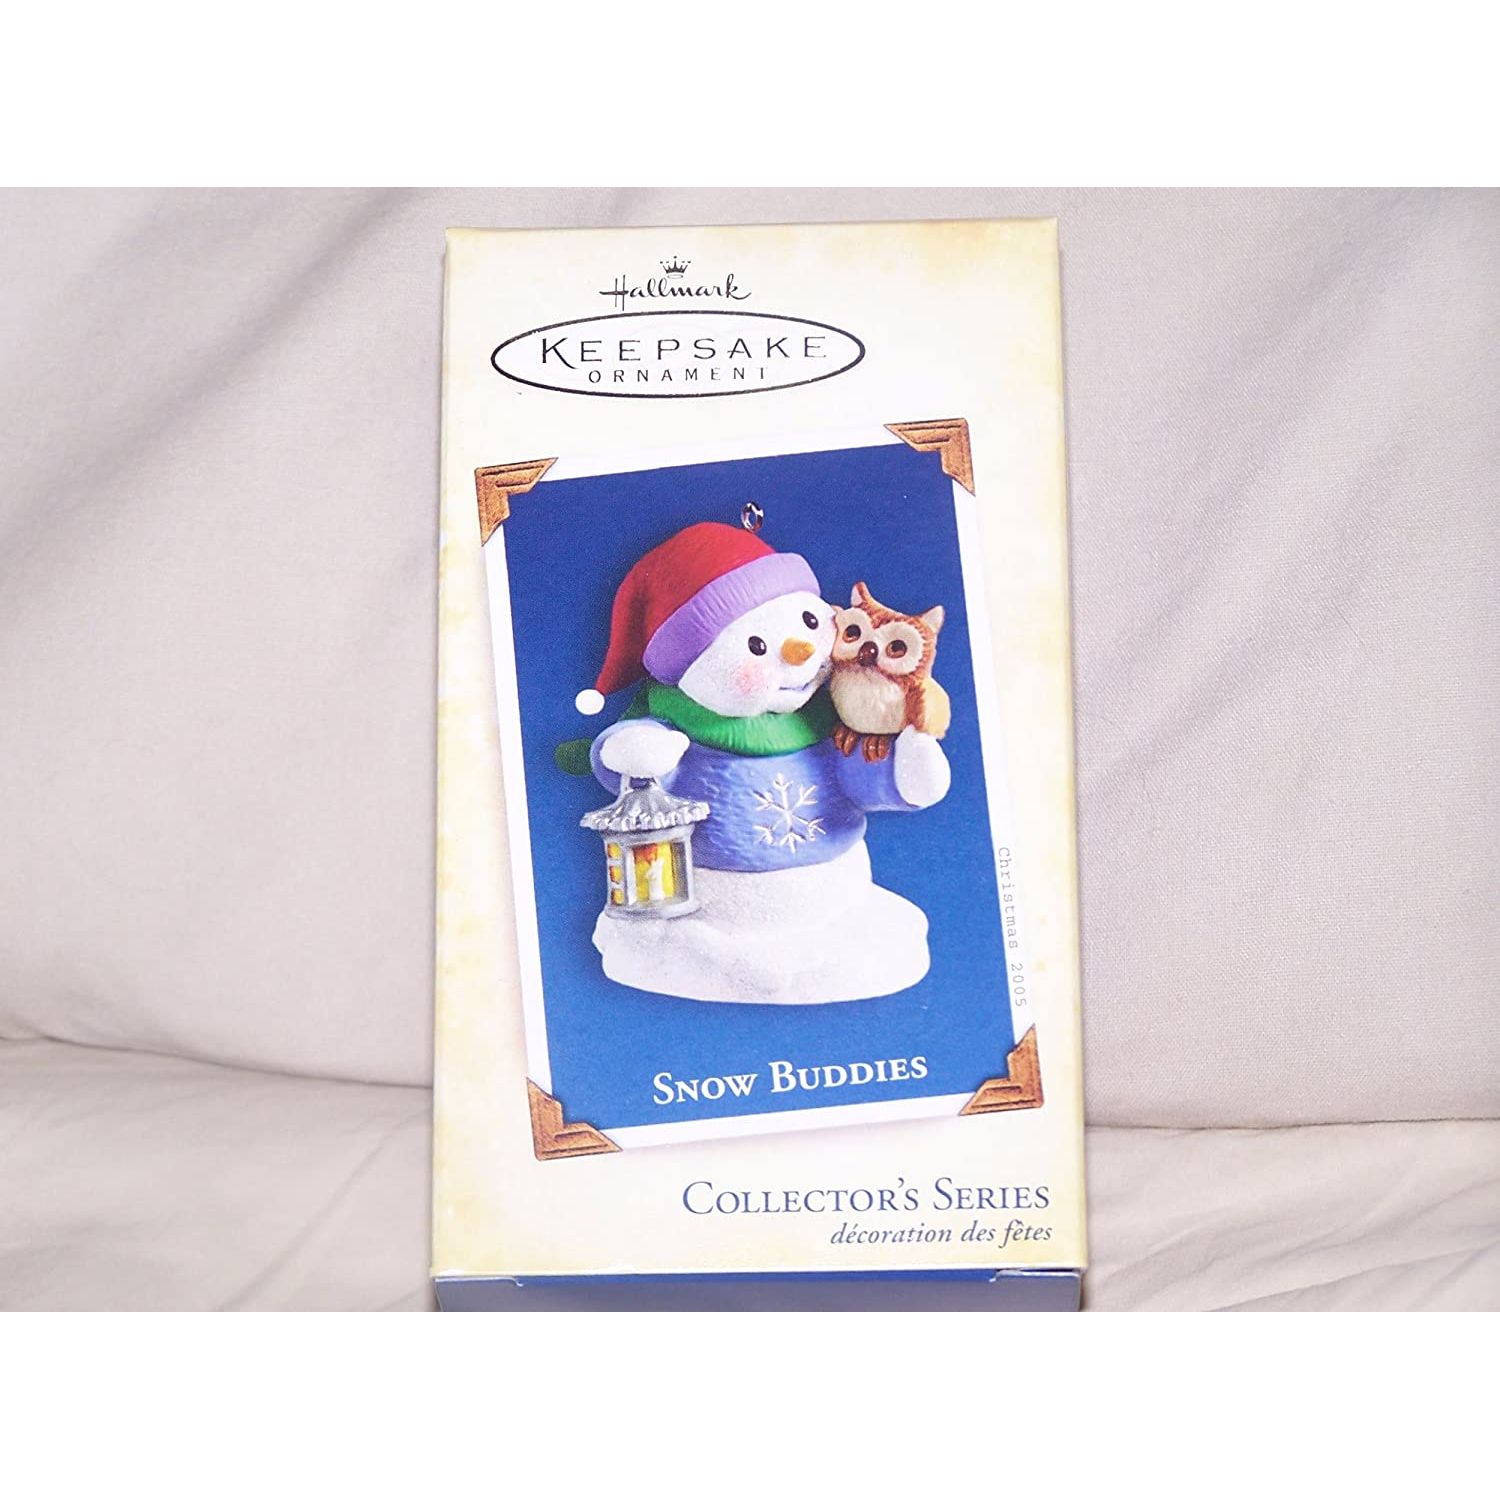 Hallmark
KEEPSAKE
ORNAMENT
Christmas 2005
SNOW BUDDIES
COLLECTOR'S SERIES
décoration des fêtes